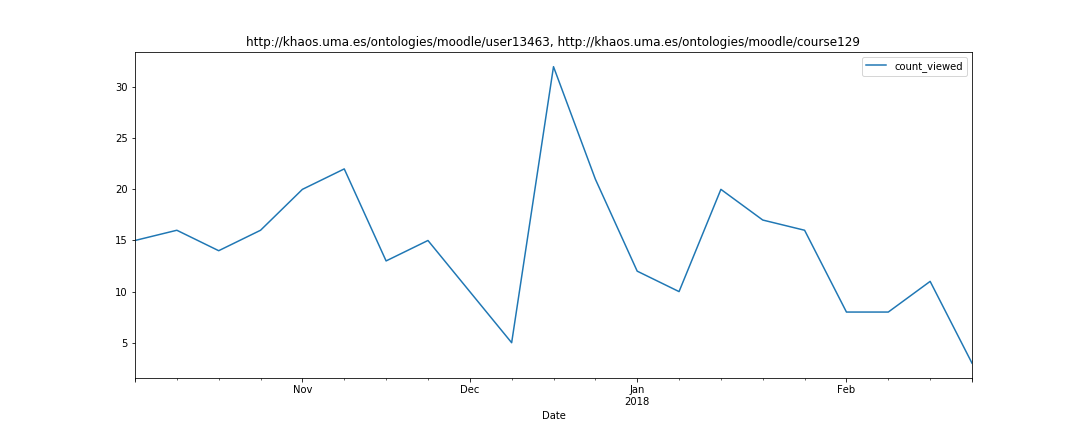 http://khaos.uma.es/ontologies/moodle/user13463, http://khaos.uma.es/ontologies/moodle/course129
count_viewed
30
25
20
15
10
5
Nov Dec Jan Feb
2018
Date